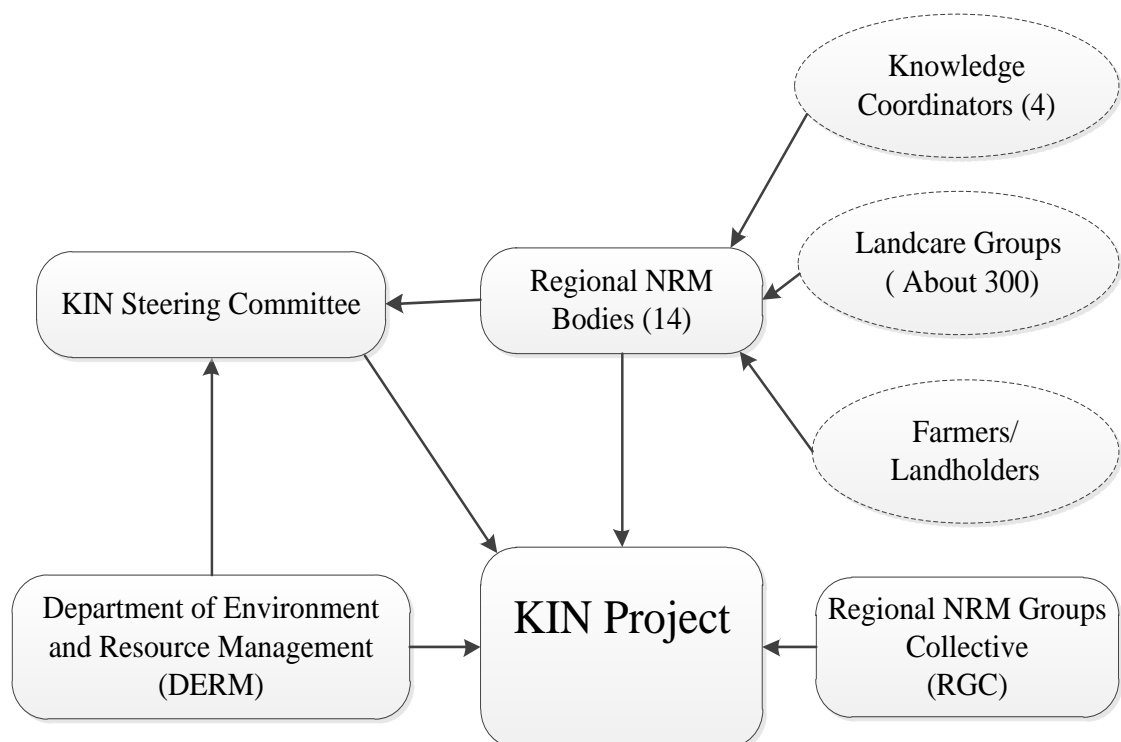 Knowledge
Coordinators (4)
KIN Steering Committee
Regional NRM
Bodies (14)
Landcare Groups
( About 300)
Farmers/
Landholders
Department of Environment
and Resource Management
(DERM)
KIN Project
Regional NRM Groups
Collective
(RGC)